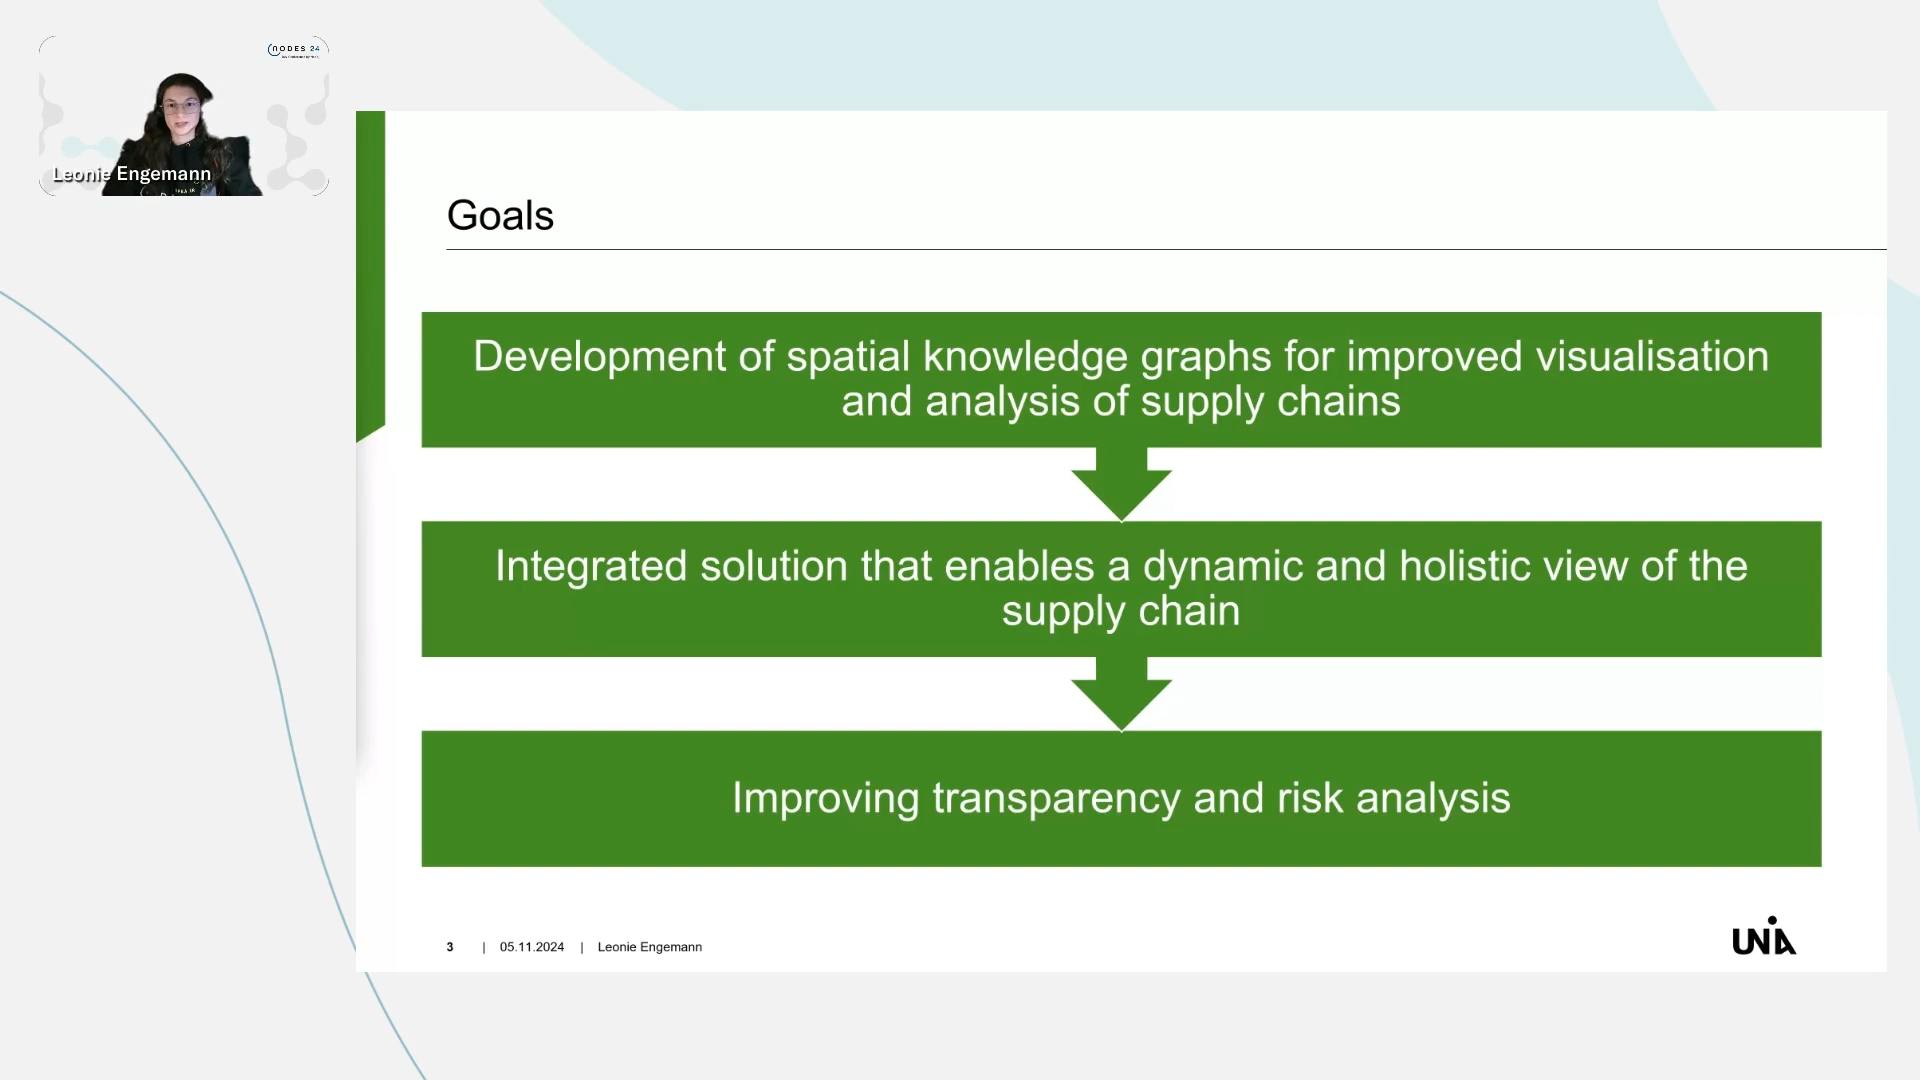 NODES 24
Leonie Engemann
Goals
Development of spatial knowledge graphs for improved visualisation
and analysis of supply chains
Integrated solution that enables a dynamic and holistic view of the
supply chain
Improving transparency and risk analysis
3 | 05.11.2024 | Leonie Engemann
UNIA